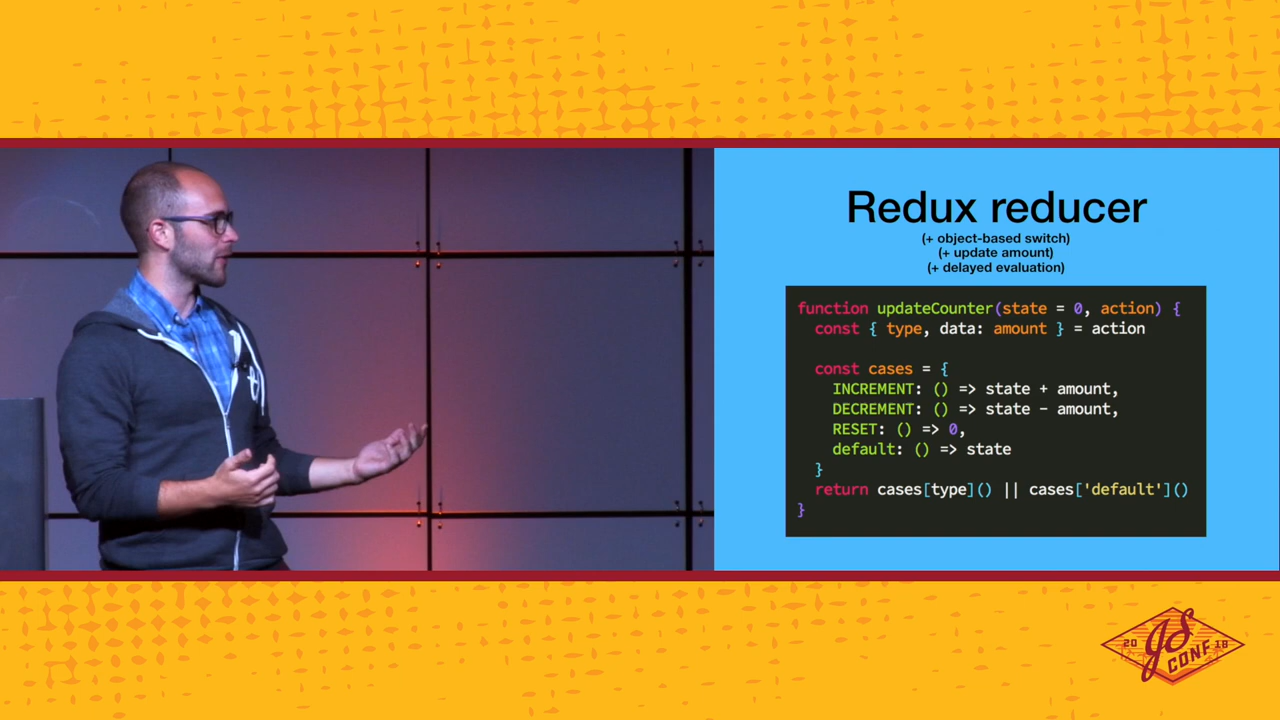 Redux reducer
(+ object-based switch)
(+ update amount)
(+ delayed evaluation)
function updateCounter(state = 0, action) {
  const { type, data: amount } = action

  const cases = {
    INCREMENT: () => state + amount,
    DECREMENT: () => state − amount,
    RESET: () => 0,
    default: () => state
  }
  return cases[type]() || cases['default']()
}
20 JS 18
CONF